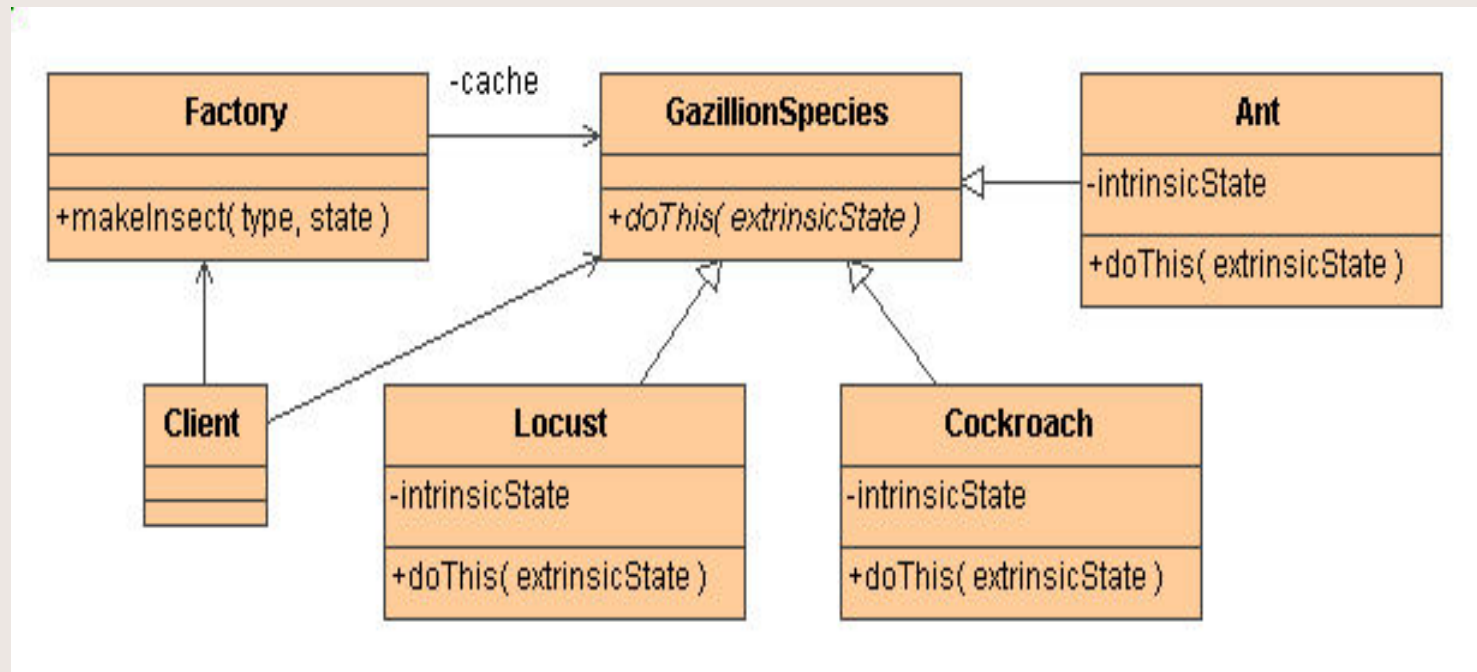 Factory
+makeInsect( type, state )
-cache
GazillionSpecies
+doThis( extrinsicState )
Ant
-intrinsicState
+doThis( extrinsicState )
Client
Locust
-intrinsicState
+doThis( extrinsicState )
Cockroach
-intrinsicState
+doThis( extrinsicState )